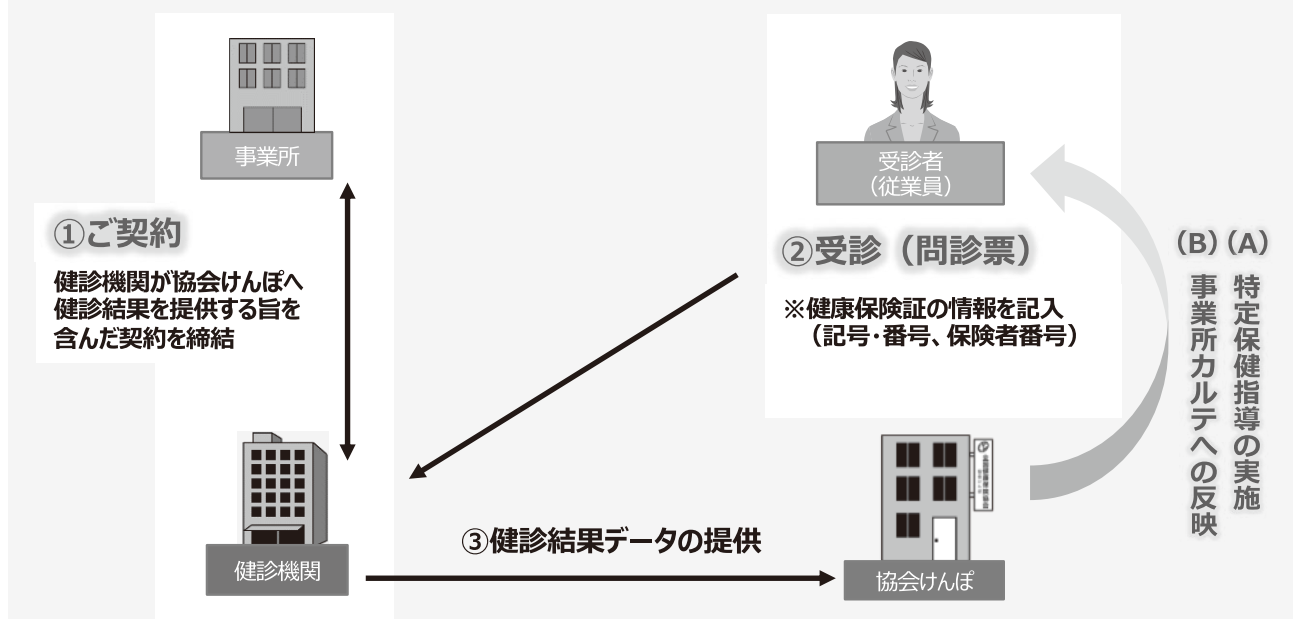 事業所
①ご契約
健診機関が協会けんぽへ
健診結果を提供する旨を
含んだ契約を締結
健診機関
受診者
（従業員）
②受診（問診票）
※健康保険証の情報を記入
（記号・番号、保険者番号）
③健診結果データの提供
協会けんぽ
（A）特定保健指導の実施
（B）事業所カルテへの反映